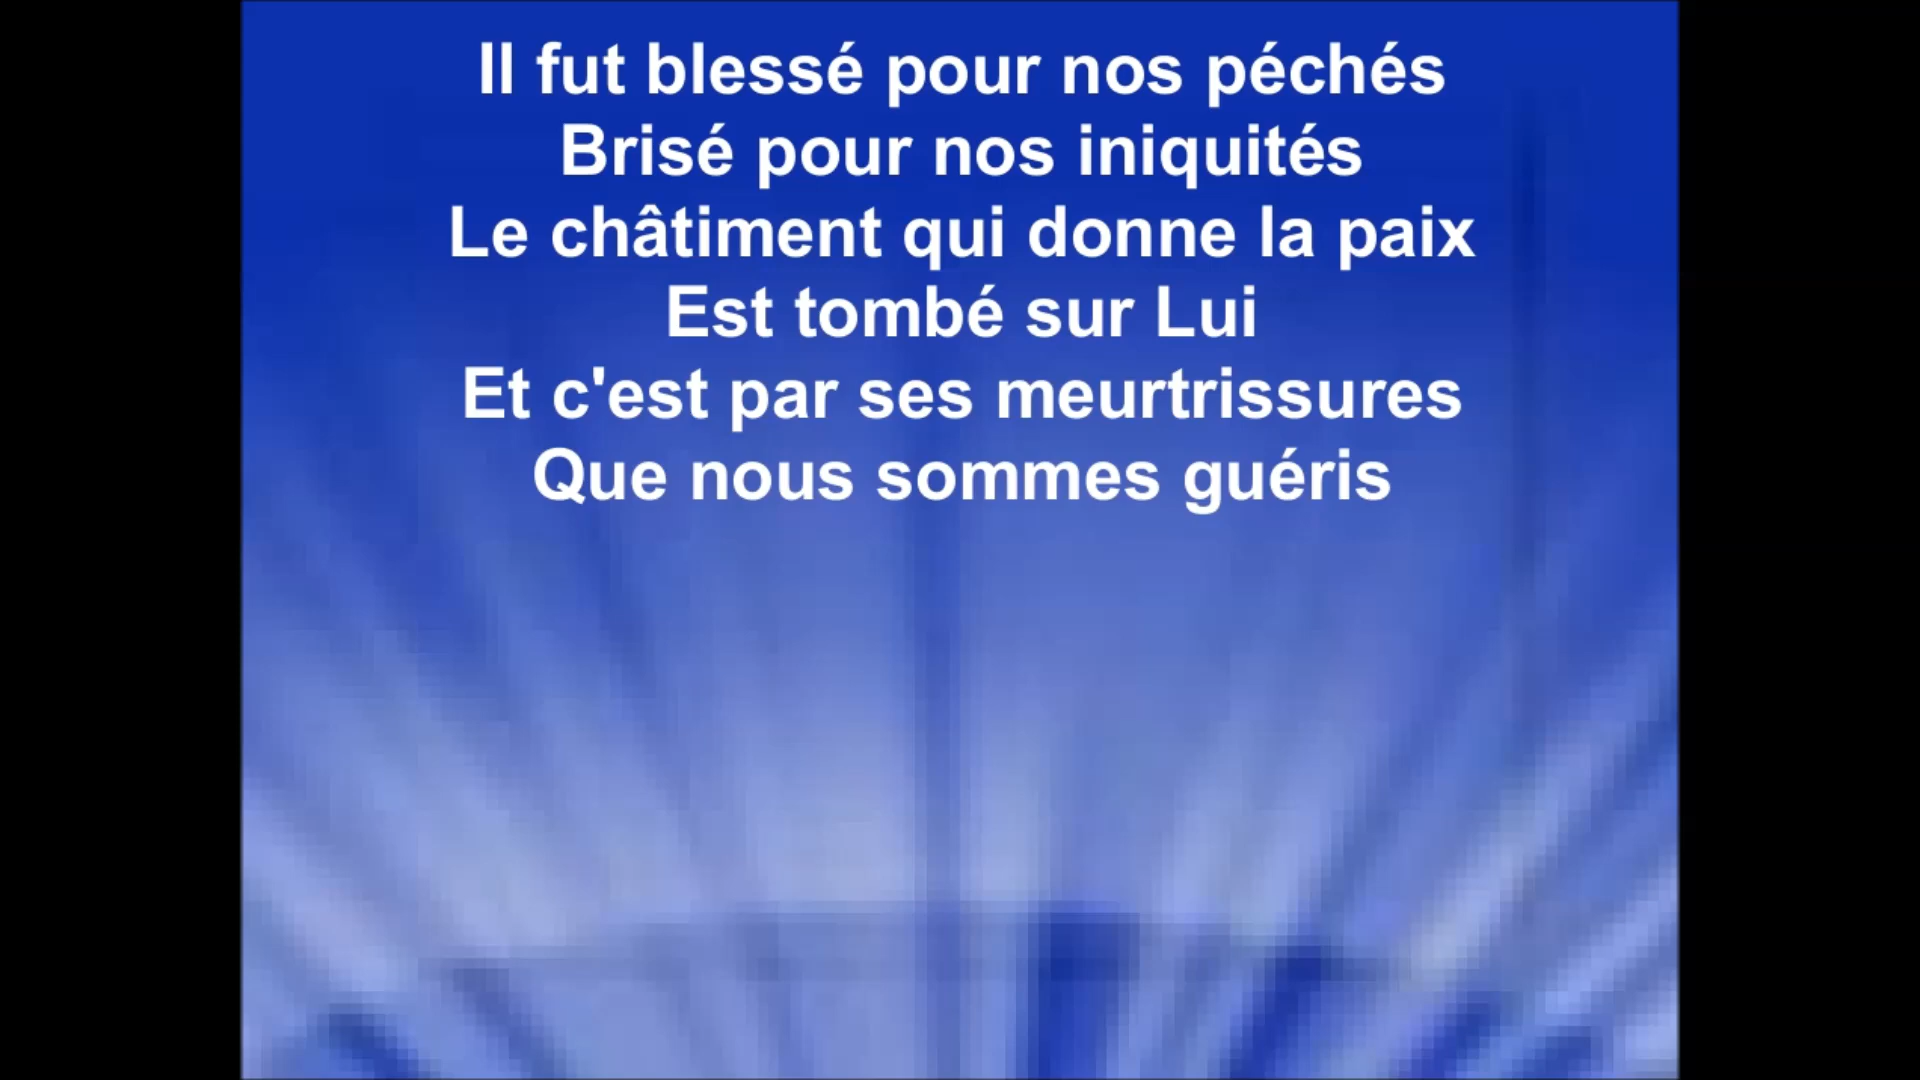 Il fut blessé pour nos péchés
Brisé pour nos iniquités
Le châtiment qui donne la paix
Est tombé sur Lui
Et c'est par ses meurtrissures
Que nous sommes guéris